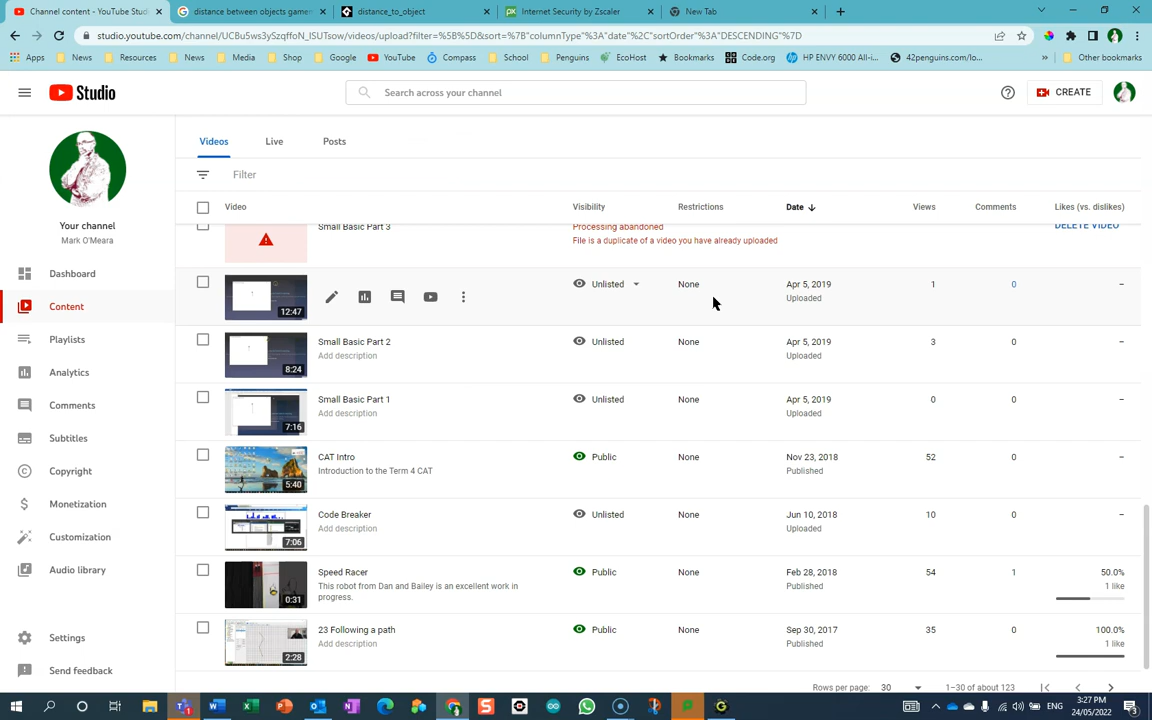 Content content - YouTube Stud
distance between objects game
distance_to_object
Internet Security by Zscaler
New Tab
studio.youtube.com/channel/UCBu5ws3ySzqffoN_ISUTsow/videos/upload?filter=%5B%5D&sort=%7B"columnType"%3A"date"%2C"sortOrder"%3A"DESCENDING"%7D
Apps
News
Resources
News
Media
Shop
Google
YouTube
Compass
School
Penguins
EcoHost
Bookmarks
Code.org
HP ENVY 6000 All-i...
42penguins.com/lo...
»
Other bookmarks
Studio
Search across your channel
CREATE
Videos Live Posts
Filter
Video Visibility Restrictions Date Views Comments Likes (vs. dislikes)
Small Basic Part 3 Processing abandoned DELETE VIDEO
File is a duplicate of a video you have already uploaded
12:47 Unlisted None Apr 5, 2019 1 0 –
Uploaded
Small Basic Part 2 Unlisted None Apr 5, 2019 3 0 –
Add description Uploaded
8:24
Small Basic Part 1 Unlisted None Apr 5, 2019 0 0 –
Add description Uploaded
7:16
CAT Intro Public None Nov 23, 2018 52 0 –
Introduction to the Term 4 CAT Published
5:40
Code Breaker Unlisted None Jun 10, 2018 10 0 –
Add description Uploaded
7:06
Speed Racer Public None Feb 28, 2018 54 1 50.0%
This robot from Dan and Bailey is an excellent work in Published 1 like
progress.
0:31
23 Following a path Public None Sep 30, 2017 35 0 100.0%
Add description Published 1 like
2:28
Rows per page: 30 1–30 of about 123
Your channel
Mark O'Meara
Dashboard
Content
Playlists
Analytics
Comments
Subtitles
Copyright
Monetization
Customization
Audio library
Settings
Send feedback
ENG
3:27 PM
24/05/2022